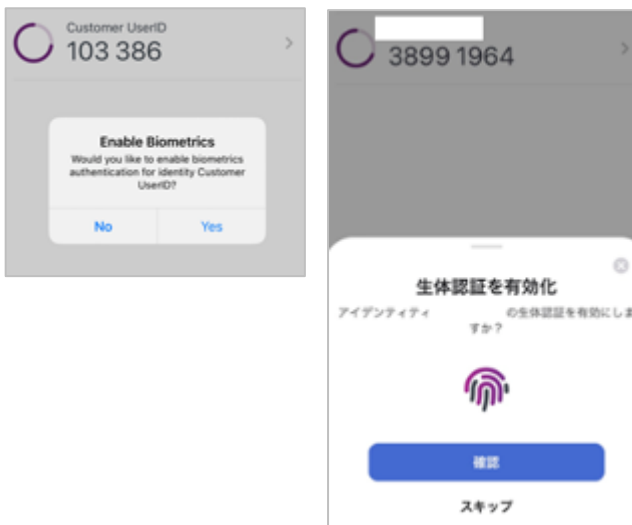 Customer UserID
103 386
Enable Biometrics
Would you like to enable biometrics
authentication for identity Customer
UserID?
No Yes
3899 1964
生体認証を有効化
アイデンティティ の生体認証を有効にしま
すか？
確認
スキップ